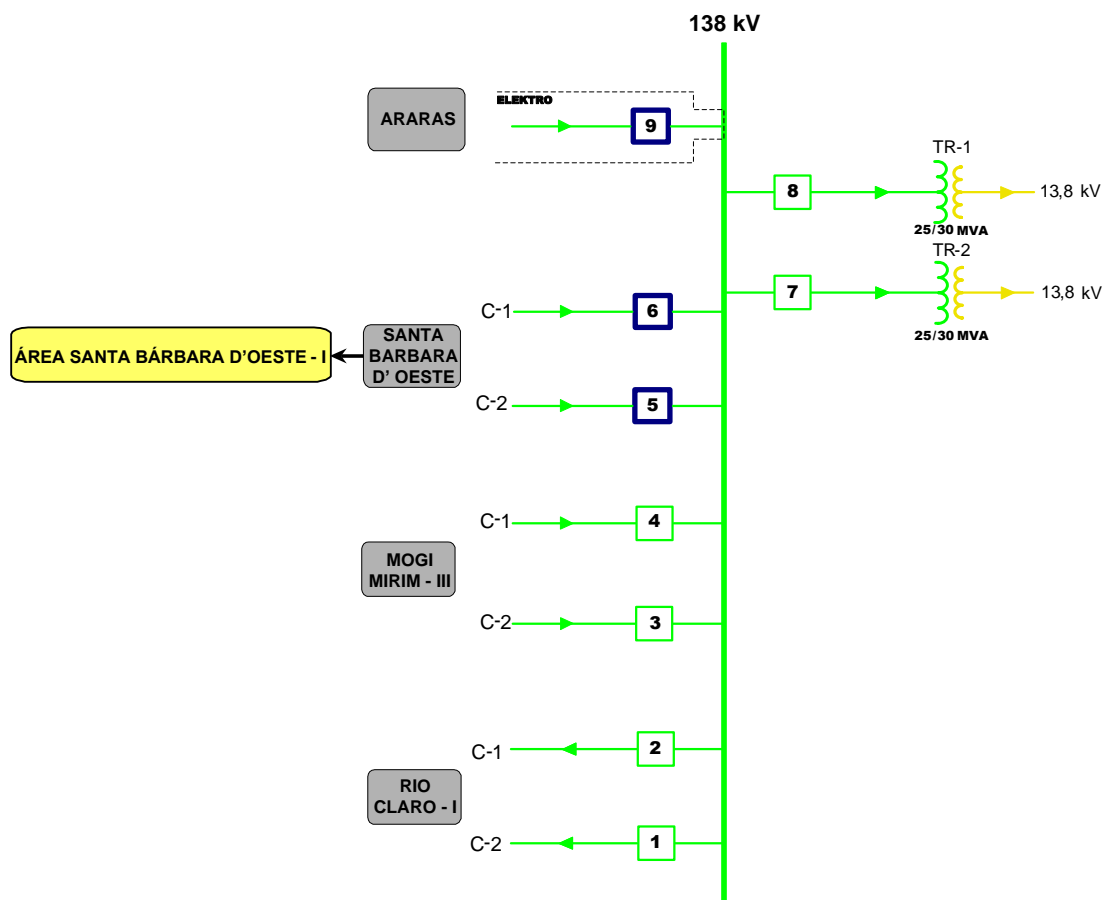 138 kV
ELEKTRO
ARARAS
9
TR-1
8
13,8 kV
25/30 MVA
TR-2
7
13,8 kV
25/30 MVA
C-1
6
ÁREA SANTA BÁRBARA D'OESTE - I
SANTA
BARBARA
D' OESTE
C-2
5
C-1
4
MOGI
MIRIM - III
C-2
3
C-1
2
RIO
CLARO - I
C-2
1